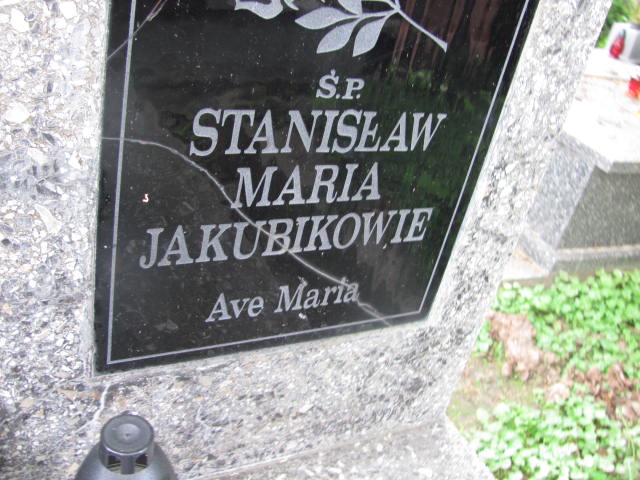 Ś.P.
STANISŁAW
MARIA
JAKUBIKOWIE
Ave Maria